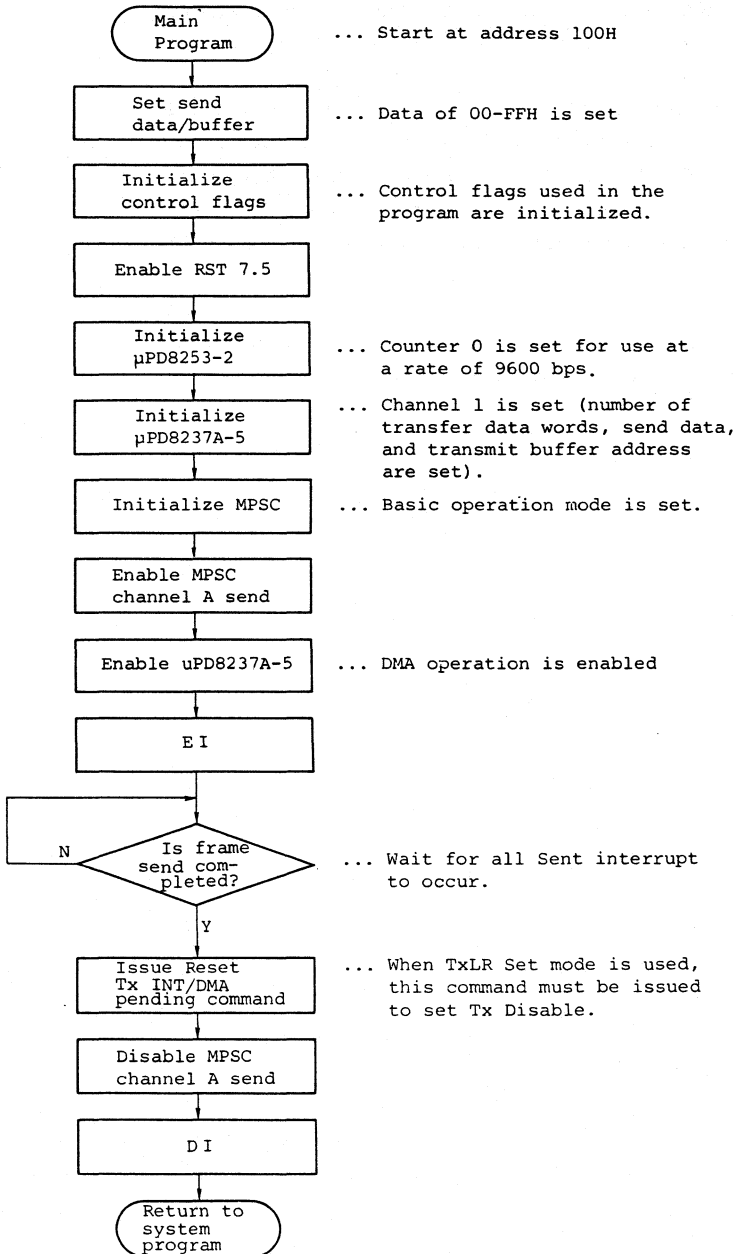 Main
Program
... Start at address 100H
Set send
data/buffer
... Data of 00-FFH is set
Initialize
control flags
... Control flags used in the
program are initialized.
Enable RST 7.5
Initialize
µPD8253-2
... Counter 0 is set for use at
a rate of 9600 bps.
Initialize
µPD8237A-5
... Channel 1 is set (number of
transfer data words, send data,
and transmit buffer address
are set).
Initialize MPSC
... Basic operation mode is set.
Enable MPSC
channel A send
Enable uPD8237A-5
... DMA operation is enabled
EI
N
Is frame
send com-
pleted?
... Wait for all Sent interrupt
to occur.
Y
Issue Reset
Tx INT/DMA
pending command
... When TxLR Set mode is used,
this command must be issued
to set Tx Disable.
Disable MPSC
channel A send
DI
Return to
system
program